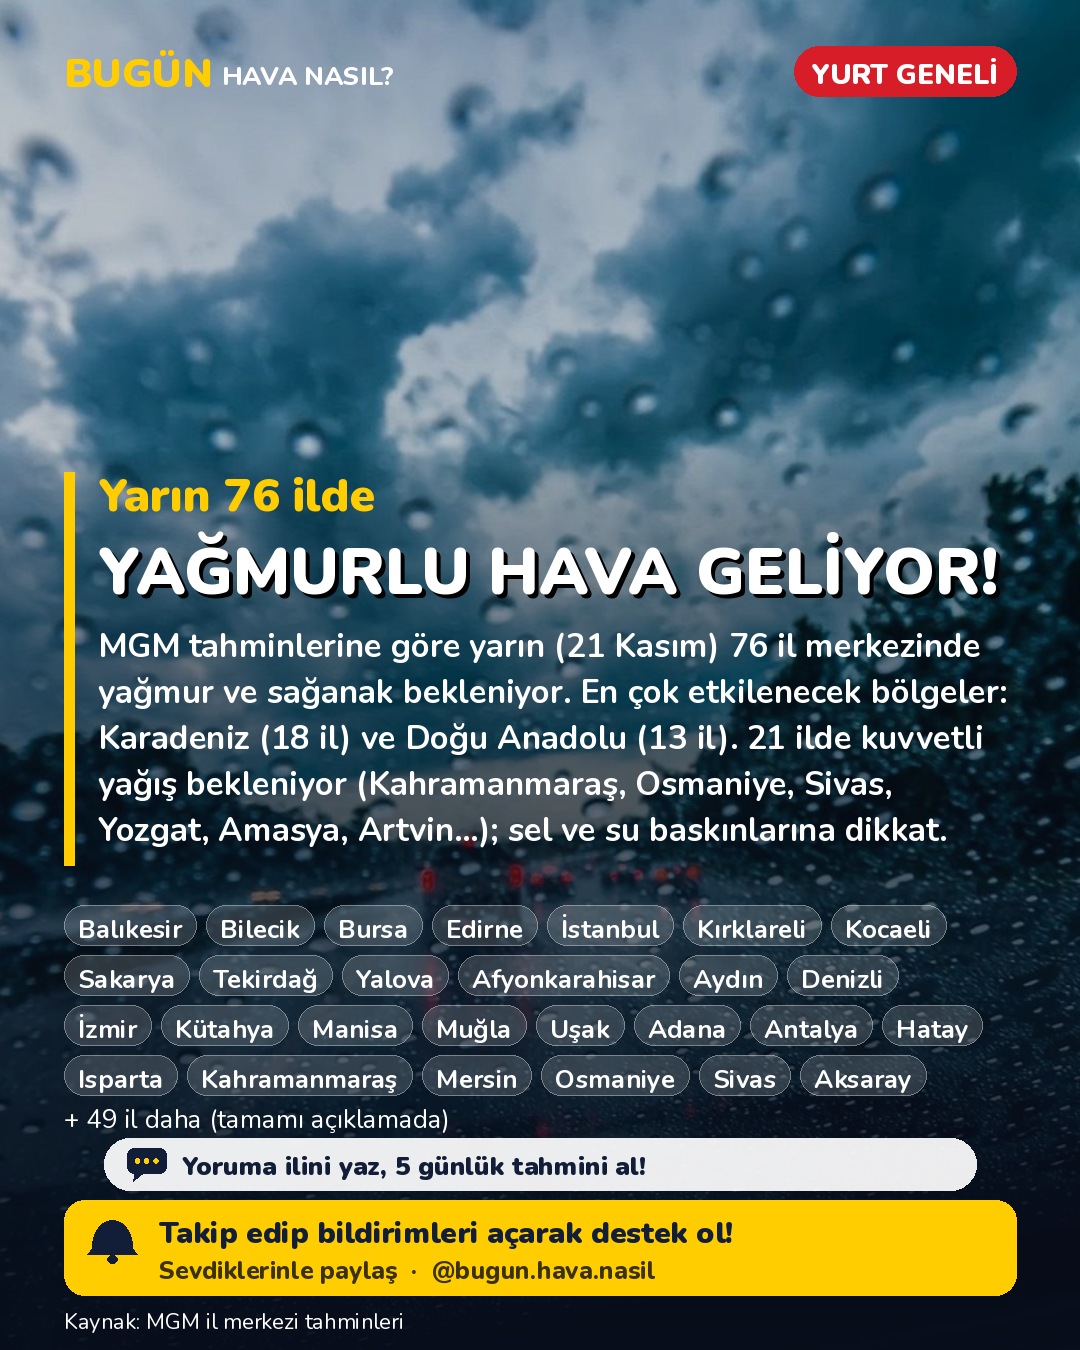 BUGÜN HAVA NASIL?
YURT GENELİ
Yarın 76 ilde
YAĞMURLU HAVA GELİYOR!
MGM tahminlerine göre yarın (21 Kasım) 76 il merkezinde
yağmur ve sağanak bekleniyor. En çok etkilenecek bölgeler:
Karadeniz (18 il) ve Doğu Anadolu (13 il). 21 ilde kuvvetli
yağış bekleniyor (Kahramanmaraş, Osmaniye, Sivas,
Yozgat, Amasya, Artvin...); sel ve su baskınlarına dikkat.
Balıkesir Bilecik Bursa Edirne İstanbul Kırklareli Kocaeli
Sakarya Tekirdağ Yalova Afyonkarahisar Aydın Denizli
İzmir Kütahya Manisa Muğla Uşak Adana Antalya Hatay
Isparta Kahramanmaraş Mersin Osmaniye Sivas Aksaray
+ 49 il daha (tamamı açıklamada)
Yoruma ilini yaz, 5 günlük tahmini al!
Takip edip bildirimleri açarak destek ol!
Sevdiklerinle paylaş · @bugun.hava.nasil
Kaynak: MGM il merkezi tahminleri